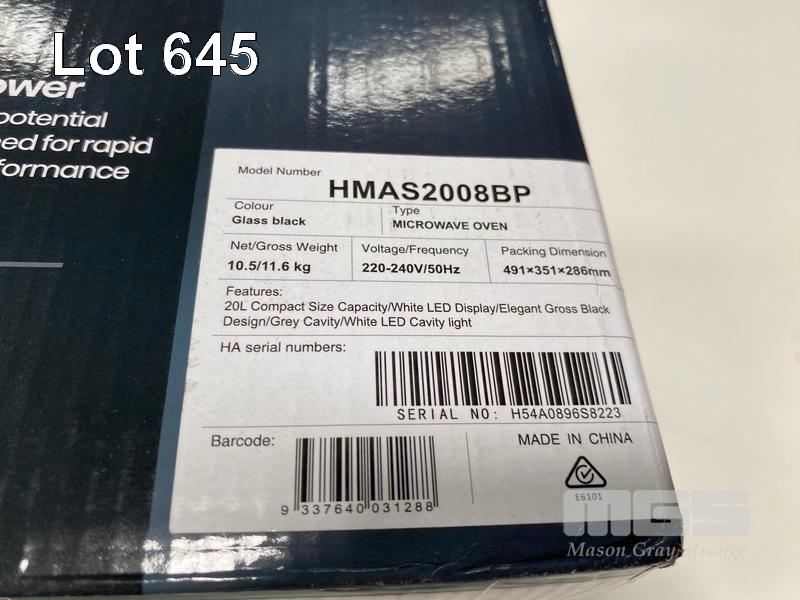 Lot 645
ower
potential
eed for rapid
formance
Model Number
HMAS2008BP
Colour
Glass black
Type
MICROWAVE OVEN
Net/Gross Weight
10.5/11.6 kg
Voltage/Frequency
220-240V/50Hz
Packing Dimension
491×351×286mm
Features:
20L Compact Size Capacity/White LED Display/Elegant Gross Black
Design/Grey Cavity/White LED Cavity light
HA serial numbers:
SERIAL NO: H54A0896S8223
Barcode:
9 337640 031288
MADE IN CHINA
E6101
MGS
Mason Gray Strange